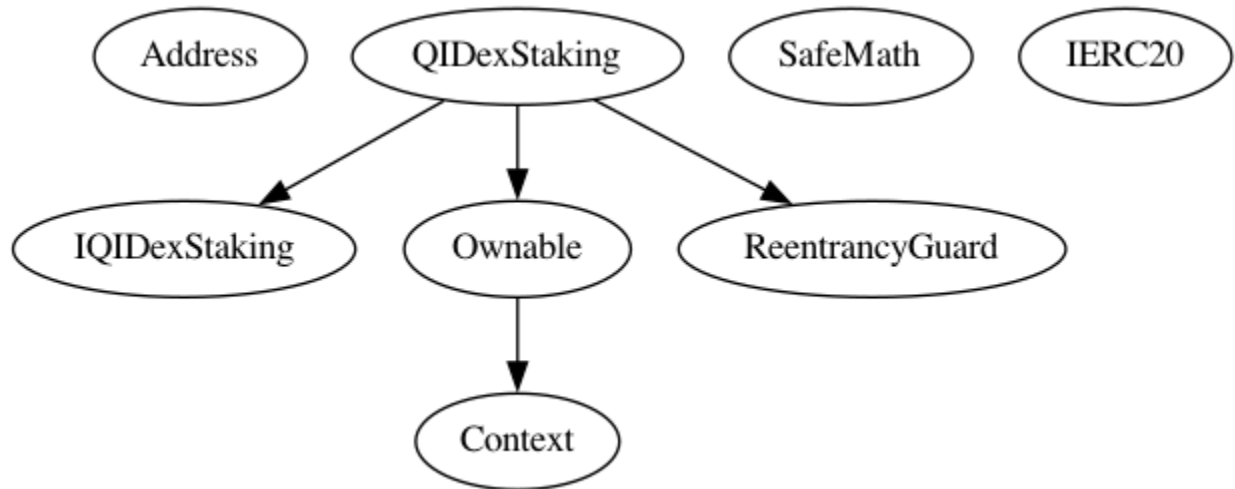 Address
QIDexStaking
SafeMath
IERC20
IQIDexStaking
Ownable
ReentrancyGuard
Context